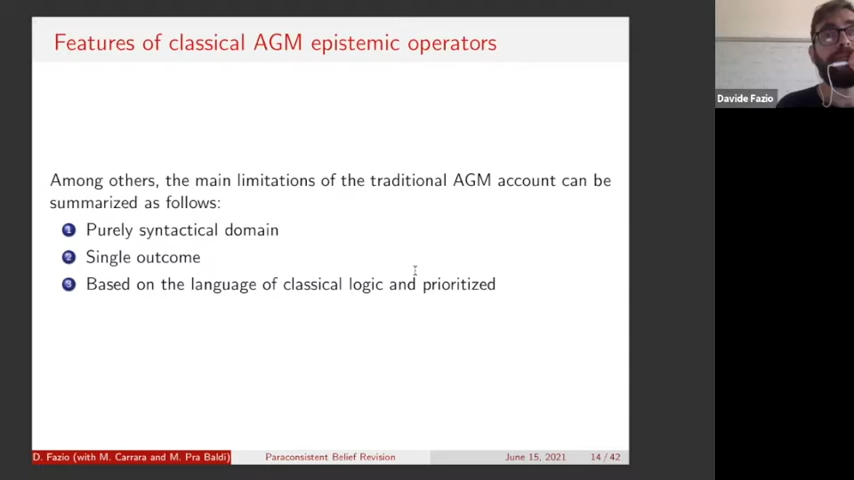 Features of classical AGM epistemic operators
Davide Fazio
Among others, the main limitations of the traditional AGM account can be
summarized as follows:
1 Purely syntactical domain
2 Single outcome
3 Based on the language of classical logic and prioritized
D. Fazio (with M. Carrara and M. Pra Baldi) Paraconsistent Belief Revision June 15, 2021 14 / 42